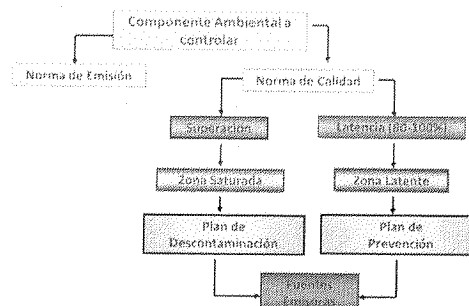 Componente Ambiental a
controlar
Norma de Emisión
Norma de Calidad
Superación
Latencia (80-100%)
Zona Saturada
Zona Latente
Plan de
Descontaminación
Plan de
Prevención
Fuentes
Emisoras